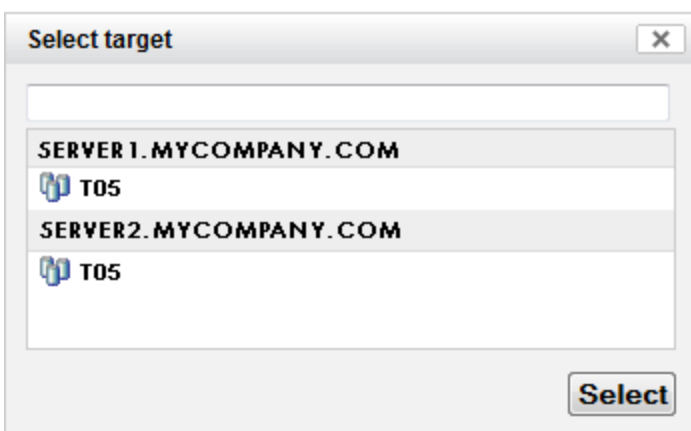 Select target
SERVER1.MYCOMPANY.COM
T05
SERVER2.MYCOMPANY.COM
T05
Select